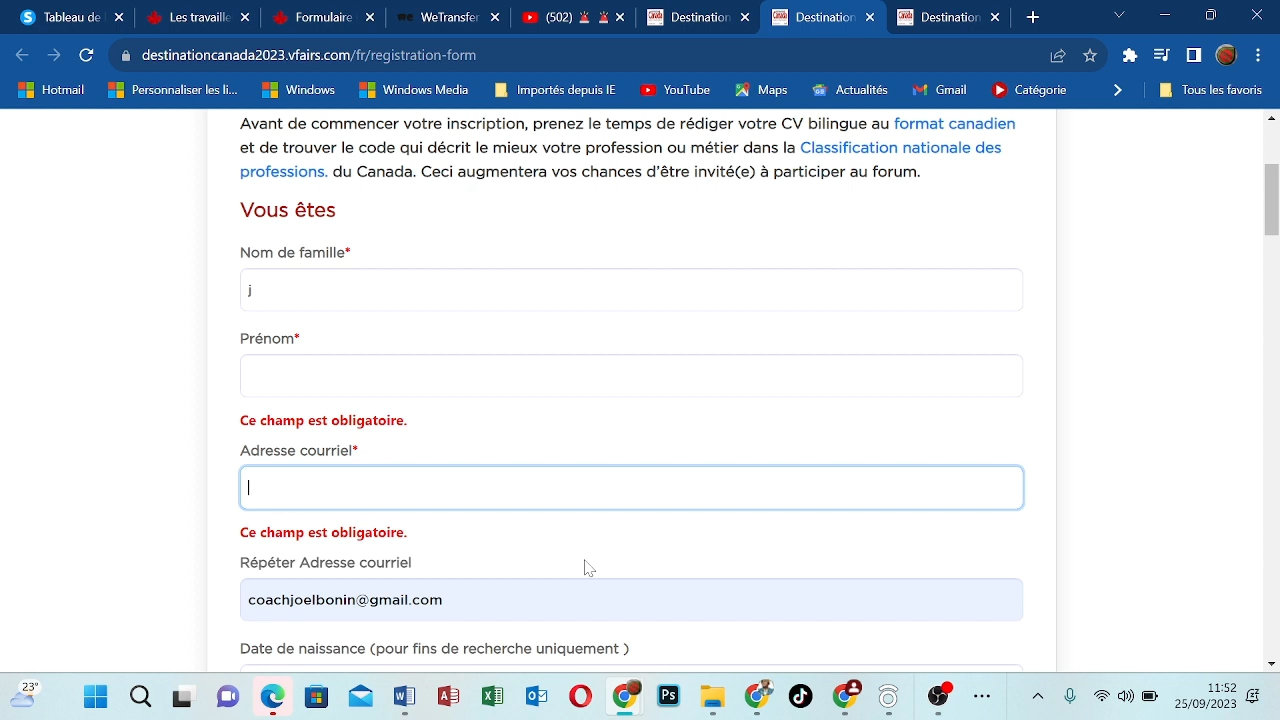 Tableau de
Les travaille
Formulaire
we WeTransfer
(502)
Destination
Destination
Destination
destinationcanada2023.vfairs.com/fr/registration-form
Hotmail
Personnaliser les li...
Windows
Windows Media
Importés depuis IE
YouTube
Maps
Actualités
Gmail
Catégorie
Tous les favoris
Avant de commencer votre inscription, prenez le temps de rédiger votre CV bilingue au format canadien
et de trouver le code qui décrit le mieux votre profession ou métier dans la Classification nationale des
professions. du Canada. Ceci augmentera vos chances d'être invité(e) à participer au forum.
Vous êtes
Nom de famille*
j
Prénom*
Ce champ est obligatoire.
Adresse courriel*
Ce champ est obligatoire.
Répéter Adresse courriel
coachjoelbonin@gmail.com
Date de naissance (pour fins de recherche uniquement )
23°
11:52
25/09/2023